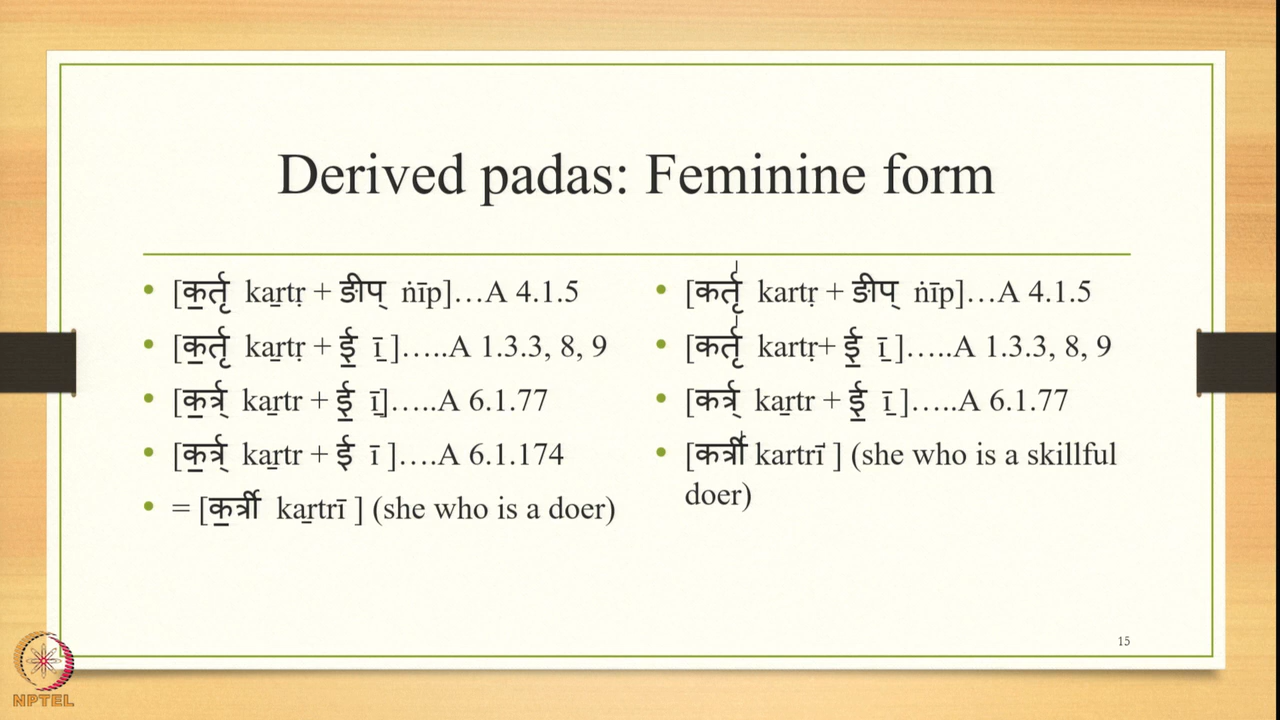 Derived padas: Feminine form
[क॒र्तृ ka̱rtṛ + ङीप् ṅīp]…A 4.1.5
[क॒र्तृ ka̱rtṛ + ई॒ ī̱ ]…..A 1.3.3, 8, 9
[क॒र्त्र् ka̱rtr + ई॒ ī̱]…..A 6.1.77
[क॒र्त्र् ka̱rtr + ई ī ]….A 6.1.174
= [क॒र्त्री ka̱rtrī ] (she who is a doer)
[कर्तृ॑ kartṛ + ङीप् ṅīp]…A 4.1.5
[कर्तृ॑ kartṛ+ ई॒ ī̱ ]…..A 1.3.3, 8, 9
[कर्त्र् ka̱rtr + ई॒ ī̱ ]…..A 6.1.77
[कर्त्री॑ kartrī́ ] (she who is a skillful
doer)
15
NPTEL